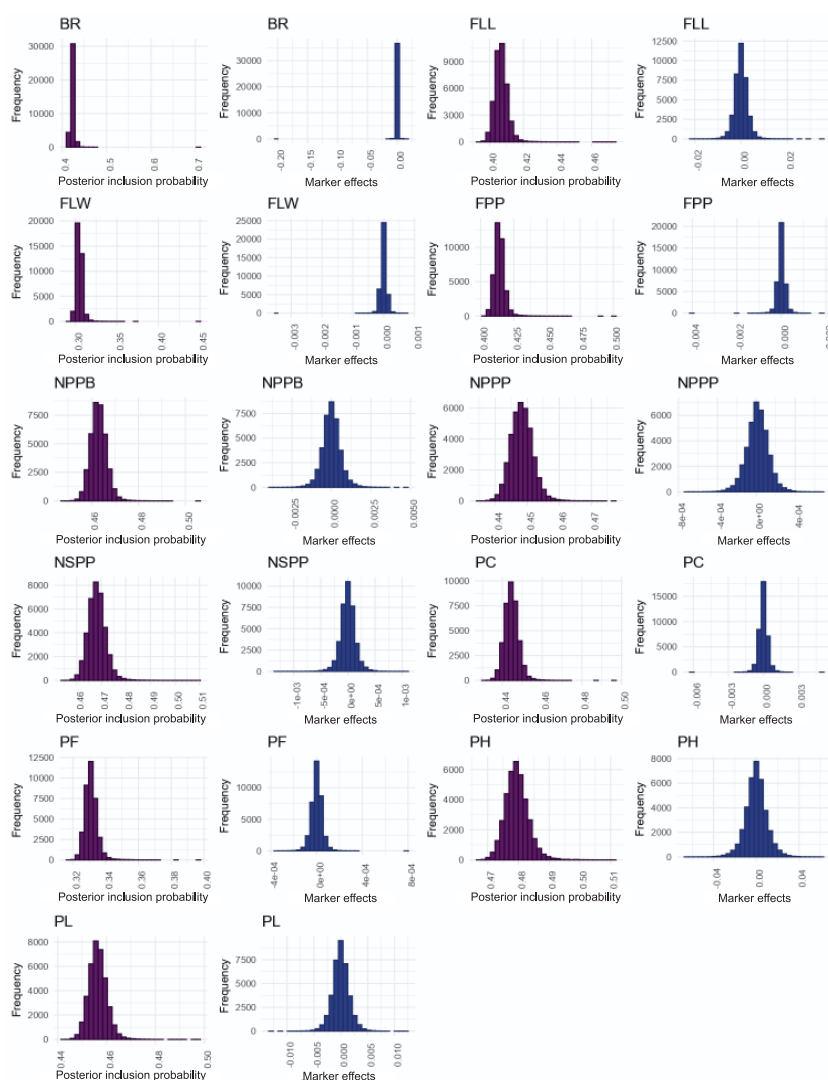 BR BR FLL FLL
Frequency Frequency Frequency Frequency
30000 30000 9000 12500
20000 20000 6000 10000
10000 10000 3000 7500
0 0 0 5000
2500
0
0.4 0.5 0.6 0.7 -0.20 -0.15 -0.10 -0.05 0.00 0.40 0.42 0.44 0.46 -0.02 0.00 0.02
Posterior inclusion probability Marker effects Posterior inclusion probability Marker effects
FLW FLW FPP FPP
Frequency Frequency Frequency Frequency
20000 25000 10000 20000
15000 20000 5000 15000
10000 15000 0 10000
5000 10000 5000
0 5000 0
0
0.30 0.35 0.40 0.45 -0.003 -0.002 -0.001 0.000 0.001 0.400 0.425 0.450 0.475 0.500 -0.004 -0.002 0.000
Posterior inclusion probability Marker effects Posterior inclusion probability Marker effects
NPPB NPPB NPPP NPPP
Frequency Frequency Frequency Frequency
7500 7500 6000 6000
5000 5000 4000 4000
2500 2500 2000 2000
0 0 0 0
0.46 0.48 0.50 -0.0025 0.0000 0.0025 0.0050 0.44 0.45 0.46 0.47 -8e-04 -4e-04 0e+00 4e-04
Posterior inclusion probability Marker effects Posterior inclusion probability Marker effects
NSPP NSPP PC PC
Frequency Frequency Frequency Frequency
8000 10000 10000 15000
6000 7500 7500 10000
4000 5000 5000 5000
2000 2500 2500 0
0 0 0
0.46 0.47 0.48 0.49 0.50 0.51 -1e-03 -5e-04 0e+00 5e-04 1e-03 0.44 0.46 0.48 0.50 -0.006 -0.003 0.000 0.003
Posterior inclusion probability Marker effects Posterior inclusion probability Marker effects
PF PF PH PH
Frequency Frequency Frequency Frequency
12500 10000 6000 8000
10000 5000 4000 6000
7500 0 2000 4000
5000 0 2000
2500 0
0
0.32 0.34 0.36 0.38 0.40 -4e-04 0e+00 4e-04 8e-04 0.47 0.48 0.49 0.50 0.51 -0.04 0.00 0.04
Posterior inclusion probability Marker effects Posterior inclusion probability Marker effects
PL PL
Frequency Frequency
8000 7500
6000 5000
4000 2500
2000 0
0
0.44 0.46 0.48 0.50 -0.010 -0.005 0.000 0.005 0.010
Posterior inclusion probability Marker effects